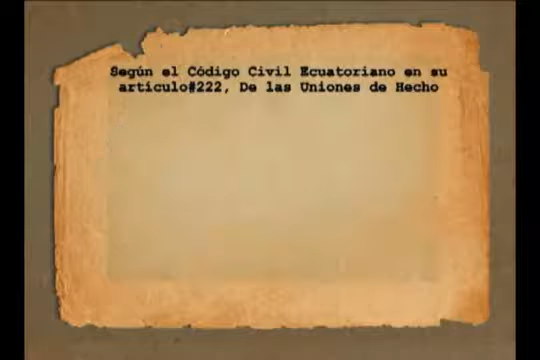 Según el Código Civil Ecuatoriano en su
artículo#222, De las Uniones de Hecho